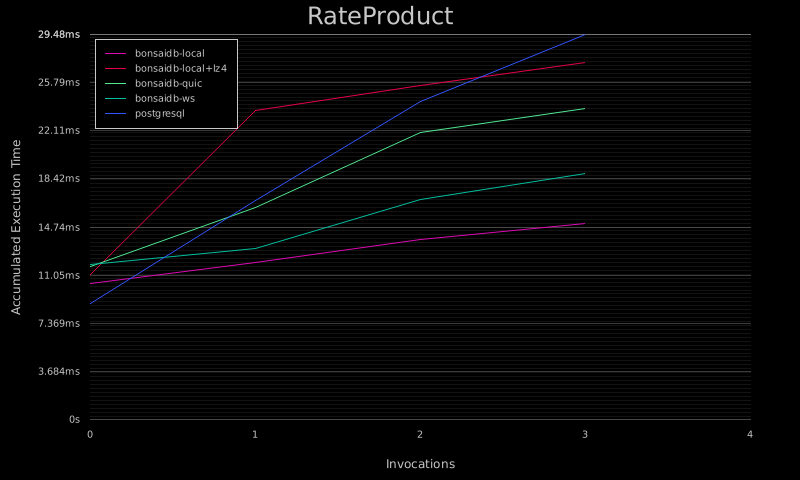 RateProduct
29.48ms
25.79ms
22.11ms
18.42ms
14.74ms
11.05ms
7.369ms
3.684ms
0s
Accumulated Execution Time
bonsaidb-local
bonsaidb-local+lz4
bonsaidb-quic
bonsaidb-ws
postgresql
0 1 2 3 4
Invocations